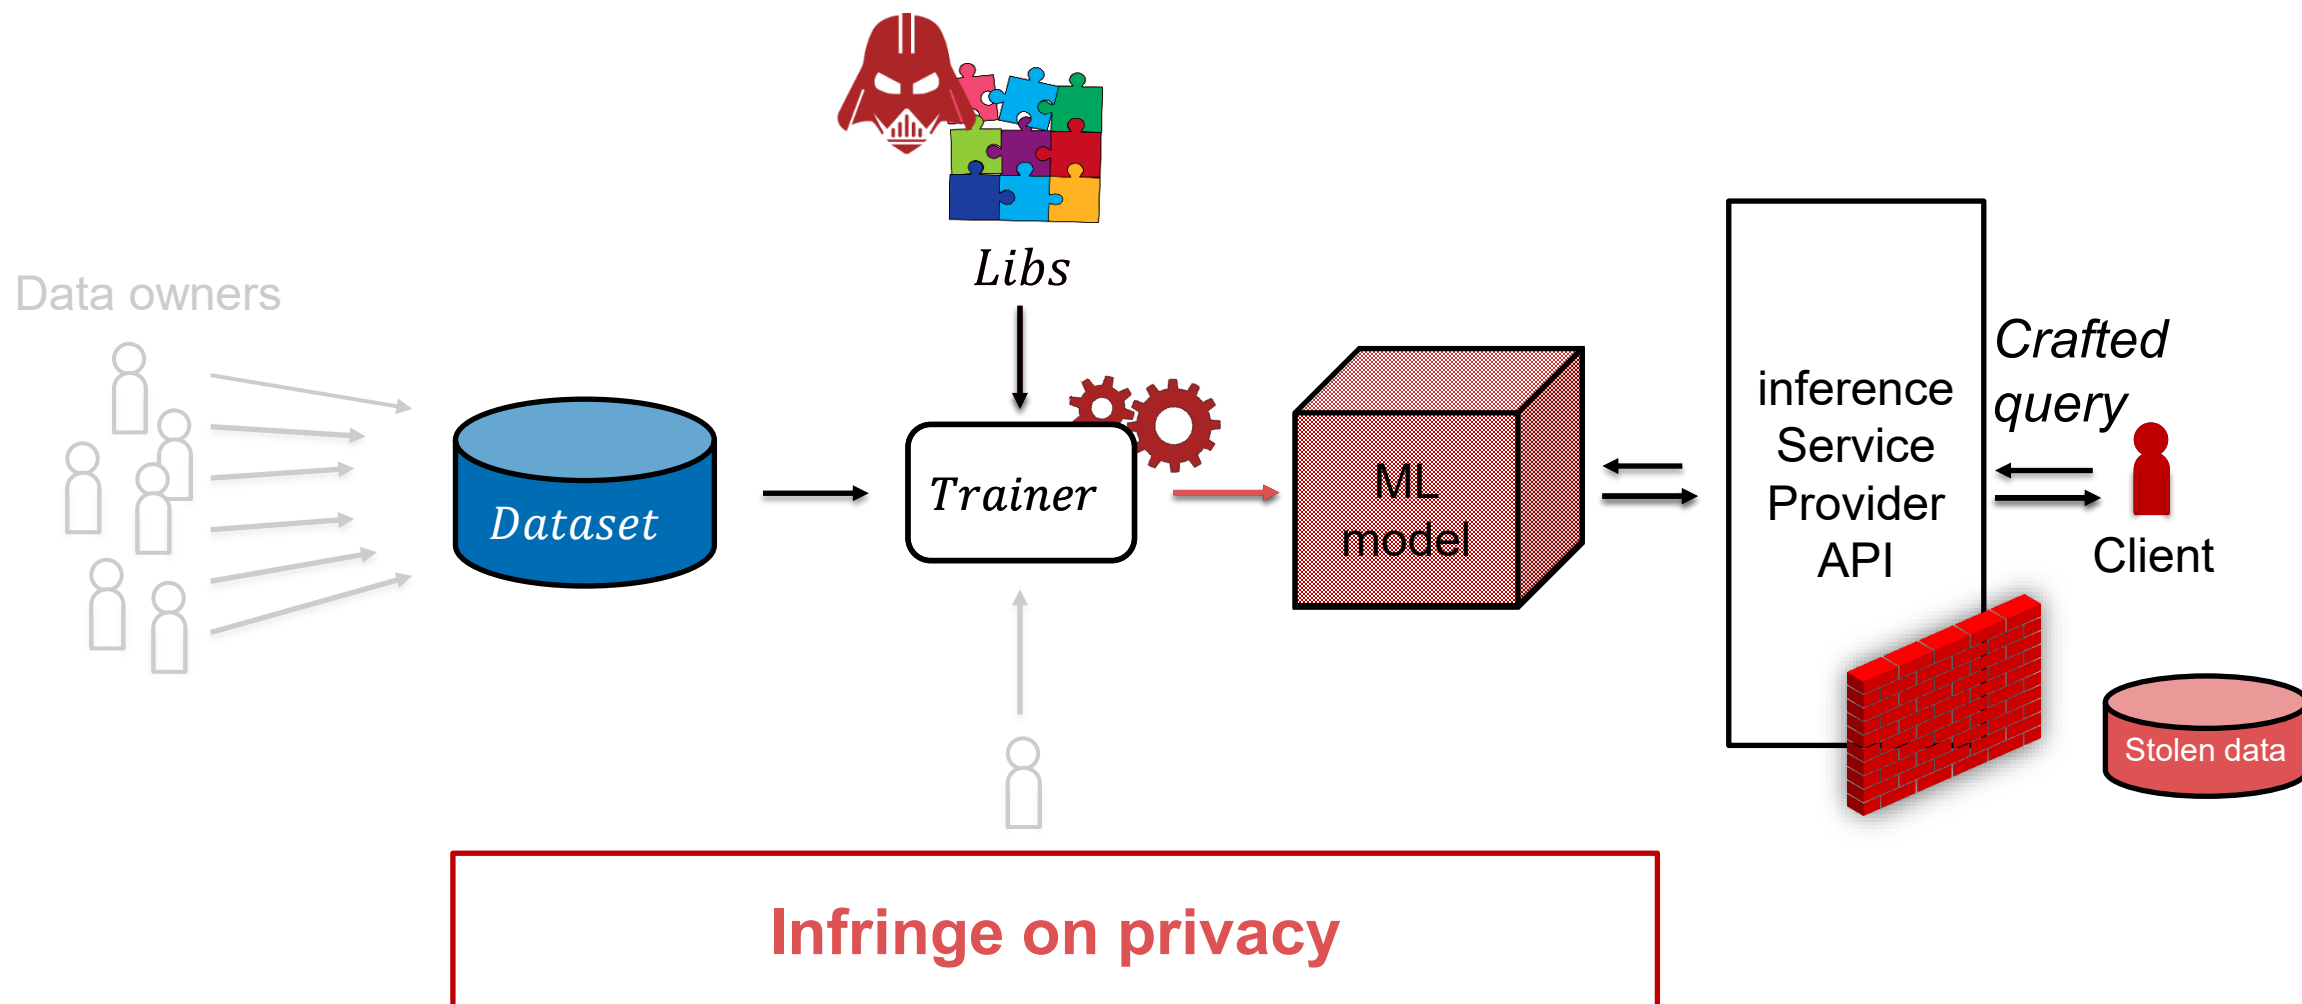 Libs
Data owners
Dataset
Trainer
ML
model
inference
Service
Provider
API
Crafted
query
Client
Stolen data
Infringe on privacy